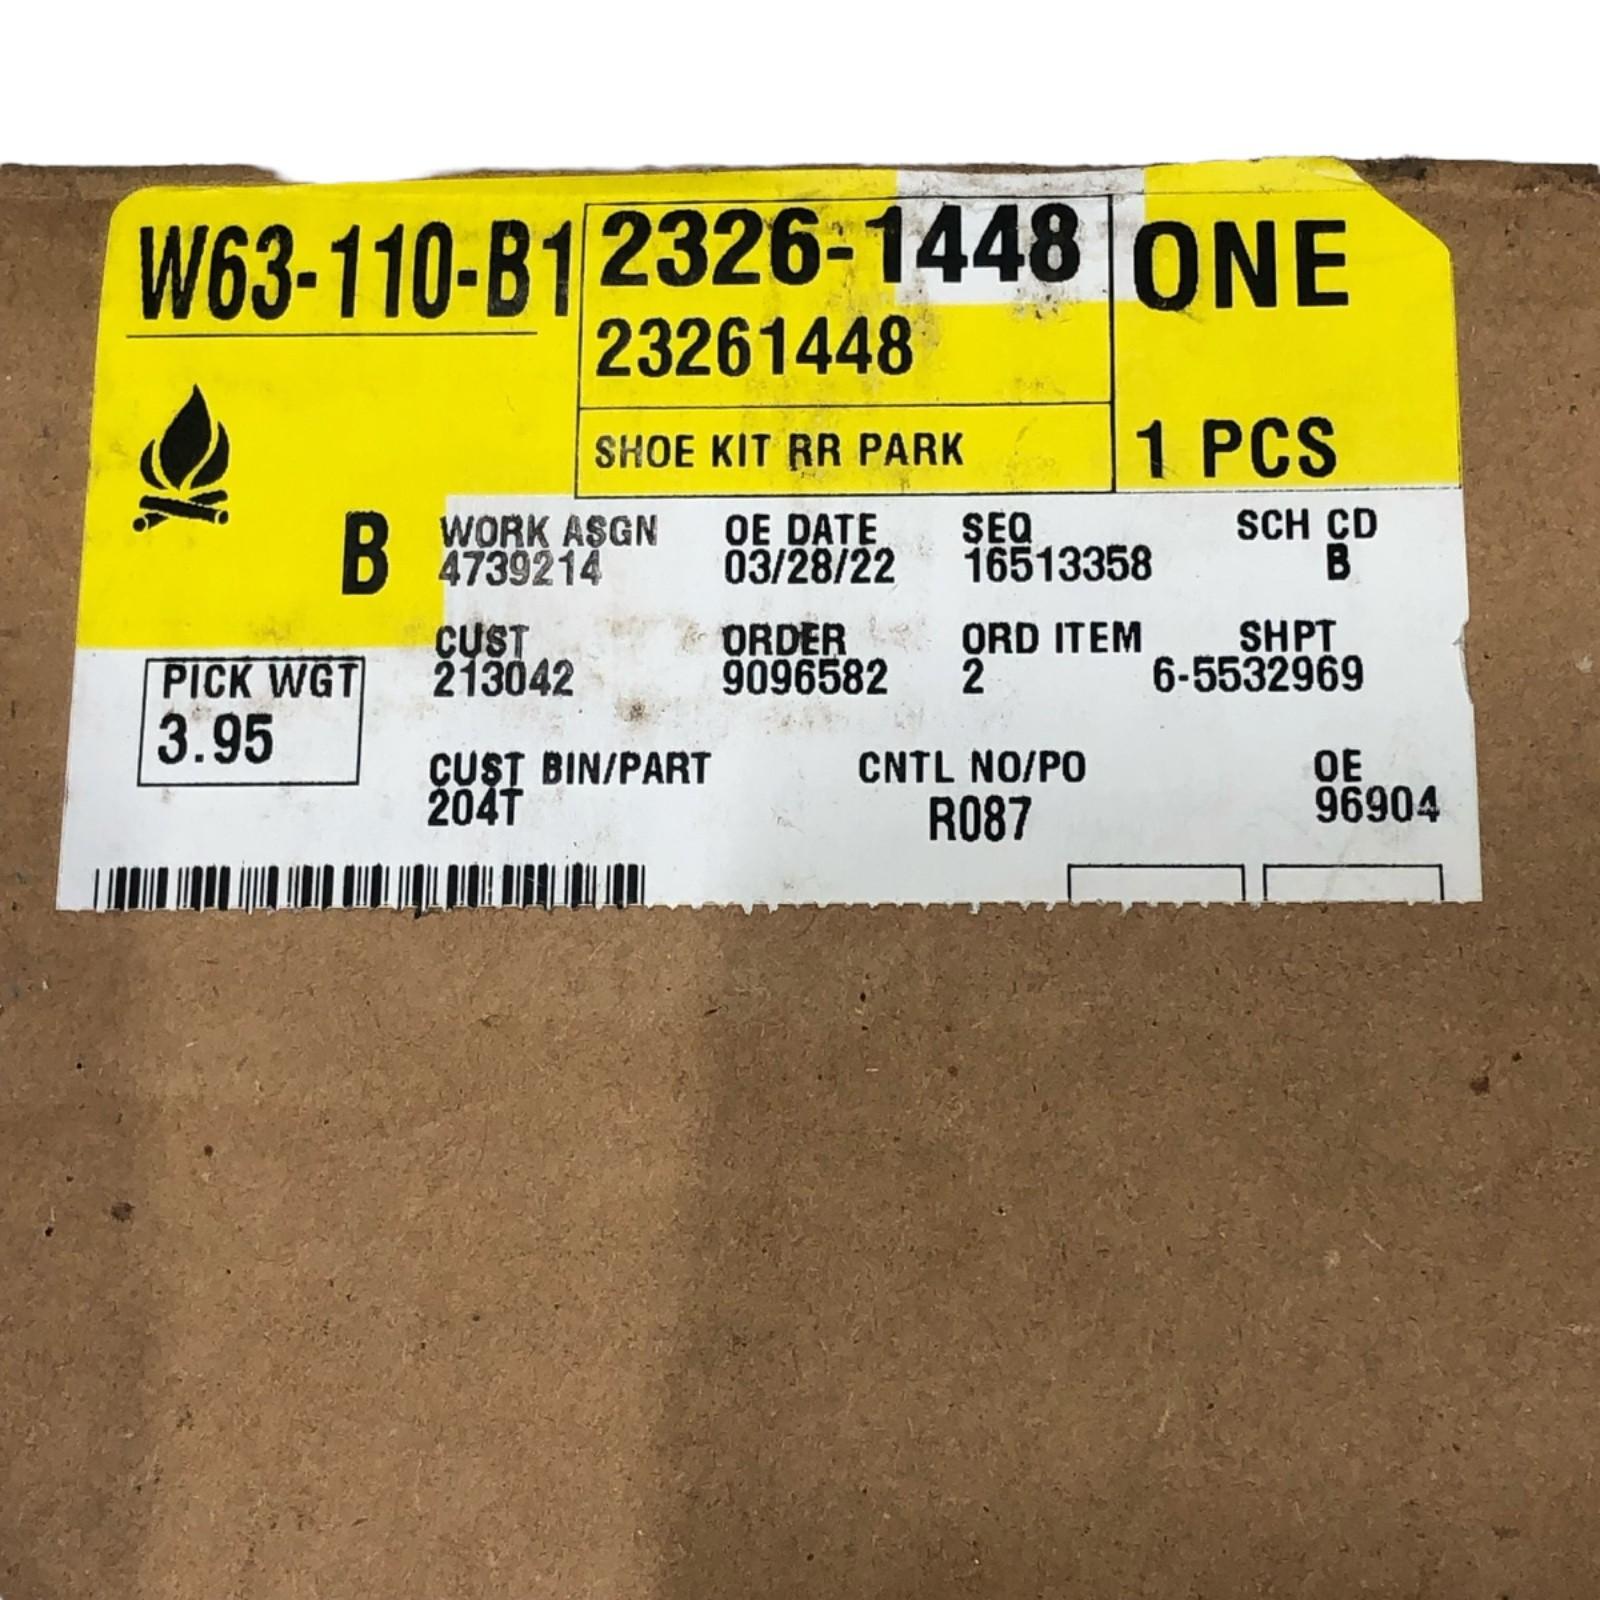 W63-110-B1
2326-1448
ONE
23261448
SHOE KIT RR PARK
1 PCS
B
WORK ASGN
4739214
OE DATE
03/28/22
SEQ
16513358
SCH CD
B
PICK WGT
3.95
CUST
213042
ORDER
9096582
ORD ITEM
2
SHPT
6-5532969
CUST BIN/PART
204T
CNTL NO/PO
R087
OE
96904